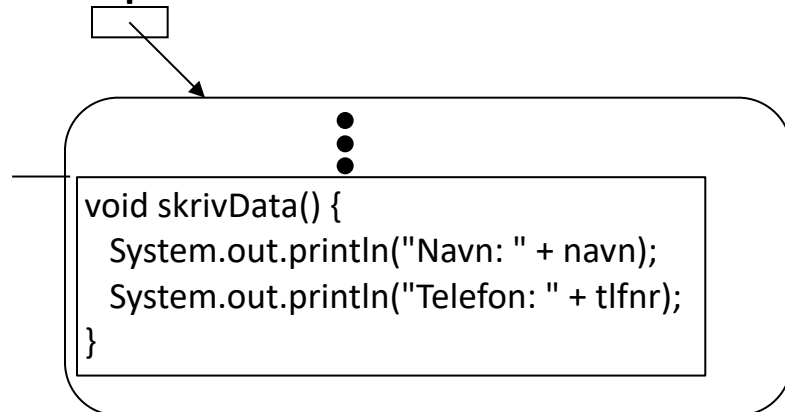 void skrivData() {
System.out.println("Navn: " + navn);
System.out.println("Telefon: " + tlfnr);
}